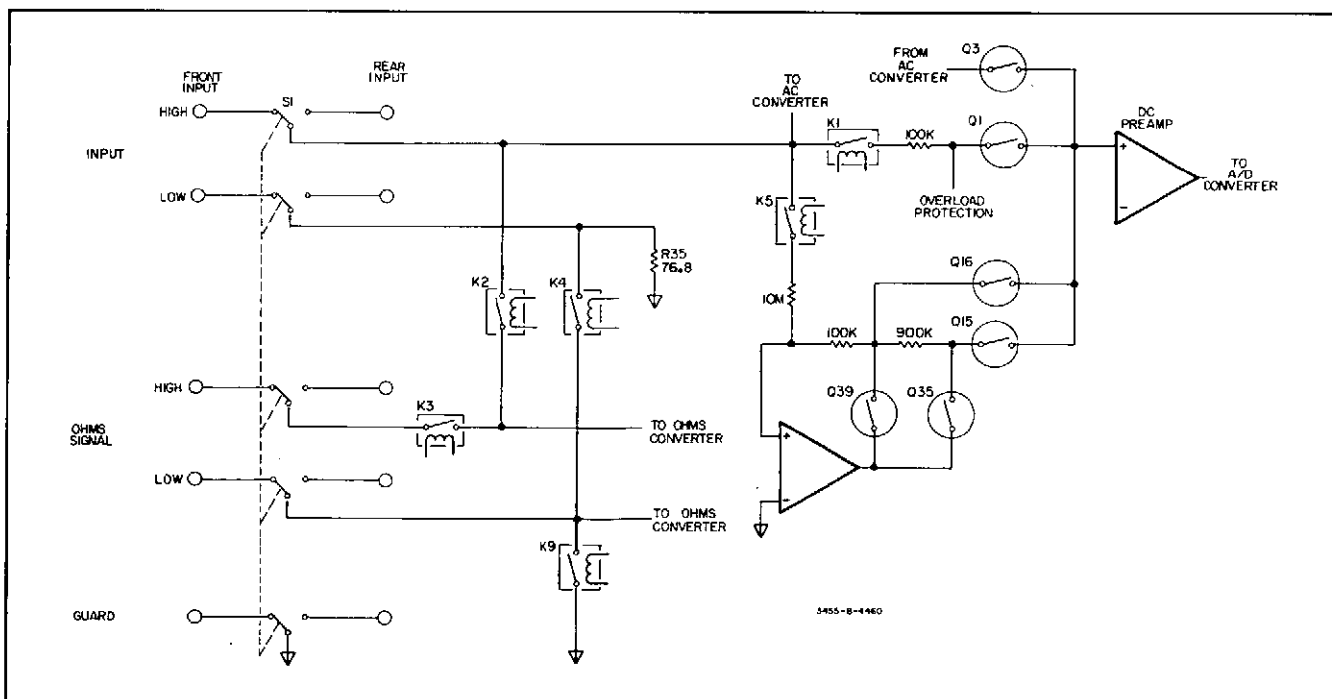 FRONT
INPUT
REAR
INPUT
HIGH
S1
INPUT
LOW
R35
76.8
K2
K4
HIGH
K3
OHMS
SIGNAL
TO OHMS
CONVERTER
LOW
TO OHMS
CONVERTER
K9
GUARD
FROM
AC
CONVERTER
Q3
TO
AC
CONVERTER
K1
100K
Q1
DC
PREAMP
+
-
TO
A/D
CONVERTER
OVERLOAD
PROTECTION
K5
10M
Q16
100K
900K
Q15
Q39
Q35
+
-
3455-B-4460